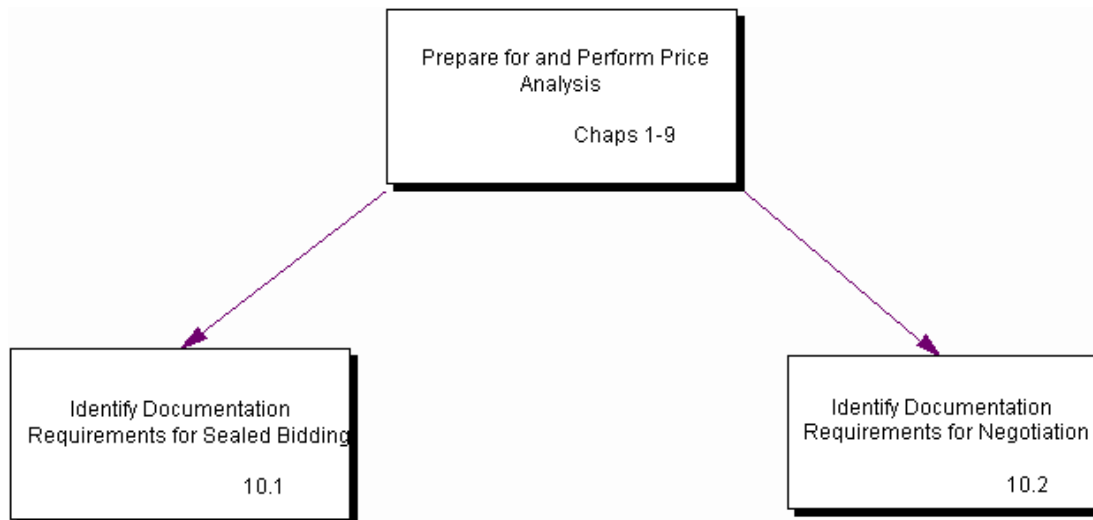 Prepare for and Perform Price
Analysis
Chaps 1-9
Identify Documentation
Requirements for Sealed Bidding
10.1
Identify Documentation
Requirements for Negotiation
10.2